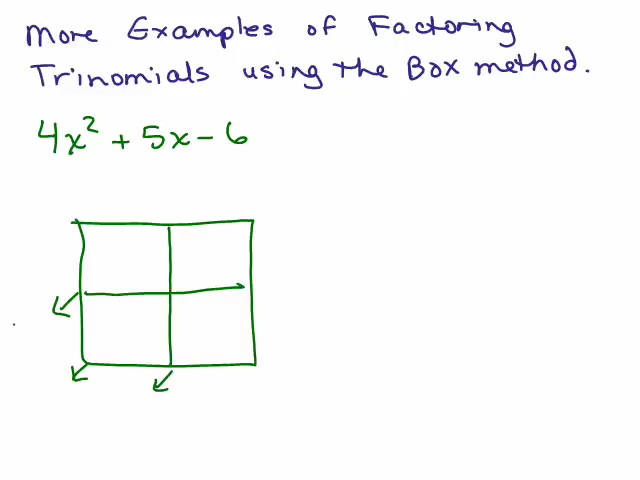 More Examples of Factoring
Trinomials using the Box method.
4x² + 5x - 6